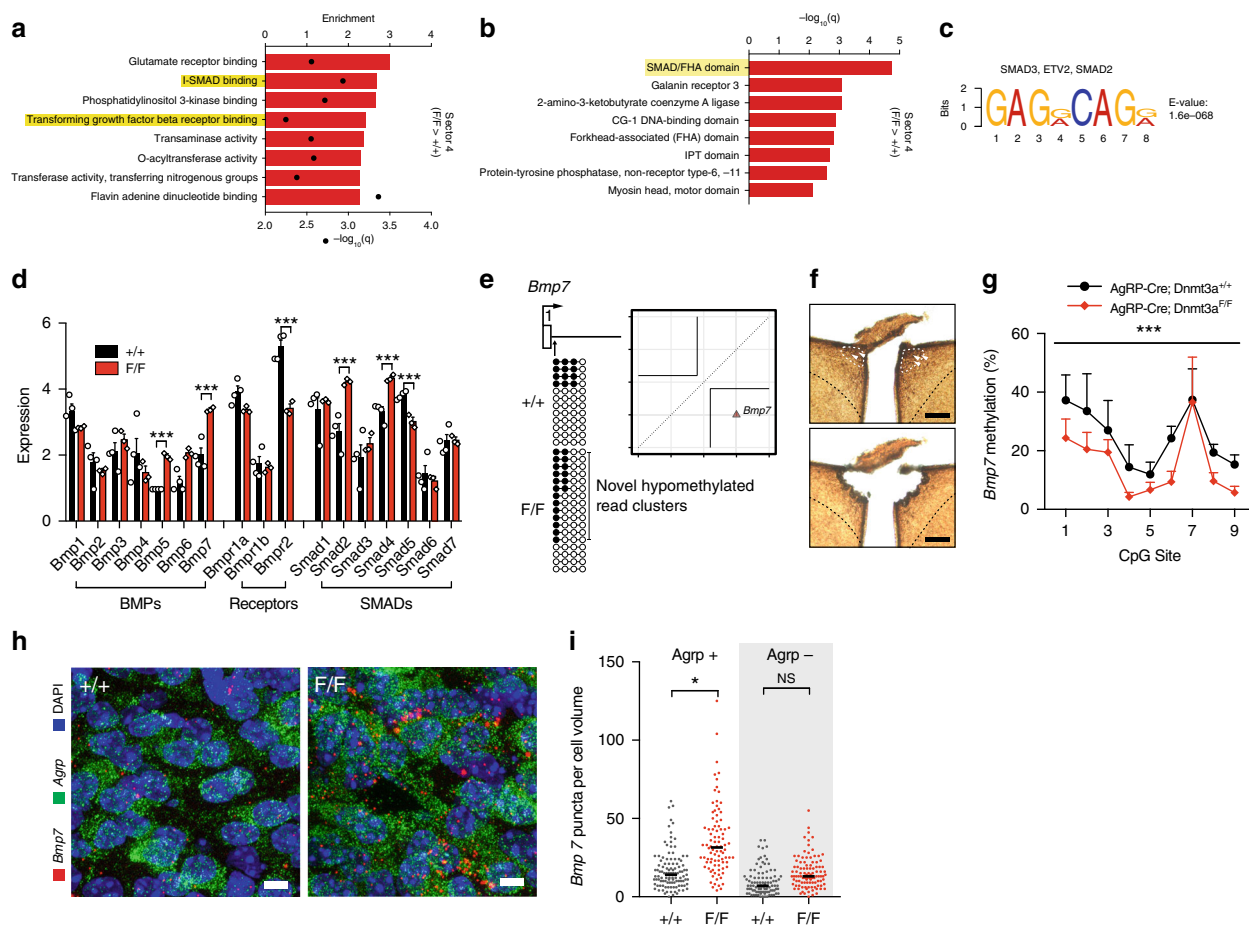 a
Enrichment
0 1 2 3 4
Glutamate receptor binding
I-SMAD binding
Phosphatidylinositol 3-kinase binding
Transforming growth factor beta receptor binding
Transaminase activity
O-acyltransferase activity
Transferase activity, transferring nitrogenous groups
Flavin adenine dinucleotide binding
2.0 2.5 3.0 3.5 4.0
–log10(q)
Sector 4
(F/F > +/+)
b
–log10(q)
0 1 2 3 4 5
SMAD/FHA domain
Galanin receptor 3
2-amino-3-ketobutyrate coenzyme A ligase
CG-1 DNA-binding domain
Forkhead-associated (FHA) domain
IPT domain
Protein-tyrosine phosphatase, non-receptor type-6, -11
Myosin head, motor domain
Sector 4
(F/F > +/+)
c
SMAD3, ETV2, SMAD2
Bits
2
1
0
GAGGCAGG
A A
1 2 3 4 5 6 7 8
E-value:
1.6e–068
d
Expression
6
4
2
0
+/+
F/F
*** *** *** *** *** ***
Bmp1 Bmp2 Bmp3 Bmp4 Bmp5 Bmp6 Bmp7 Bmpr1a Bmpr1b Bmpr2 Smad1 Smad2 Smad3 Smad4 Smad5 Smad6 Smad7
BMPs Receptors SMADs
e
Bmp7
1
+/+
F/F
Bmp7
Novel hypomethylated
read clusters
f
g
AgRP-Cre; Dnmt3a+/+
AgRP-Cre; Dnmt3aF/F
***
Bmp7 methylation (%)
60
40
20
0
1 3 5 7 9
CpG Site
h
Bmp7 Agrp DAPI
+/+
F/F
i
Bmp 7 puncta per cell volume
150
100
50
0
Agrp + Agrp –
* NS
+/+ F/F +/+ F/F